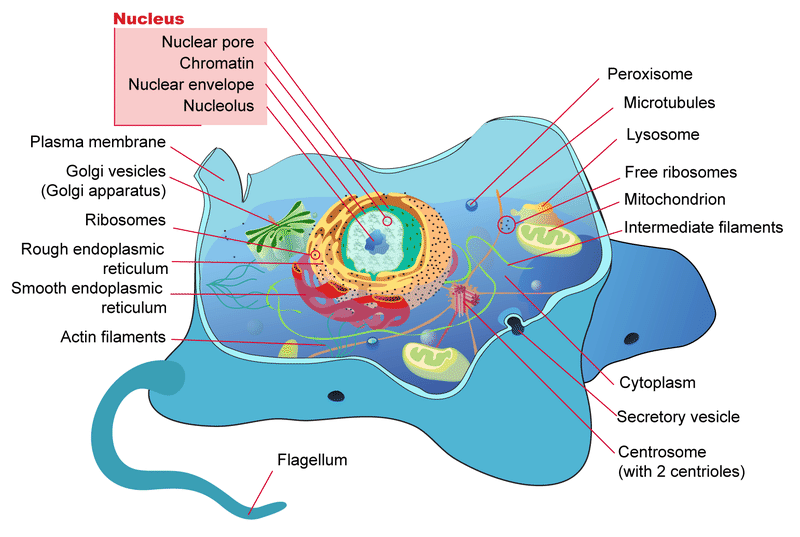 Nucleus
Nuclear pore
Chromatin
Nuclear envelope
Nucleolus
Plasma membrane
Golgi vesicles
(Golgi apparatus)
Ribosomes
Rough endoplasmic
reticulum
Smooth endoplasmic
reticulum
Actin filaments
Flagellum
Peroxisome
Microtubules
Lysosome
Free ribosomes
Mitochondrion
Intermediate filaments
Cytoplasm
Secretory vesicle
Centrosome
(with 2 centrioles)